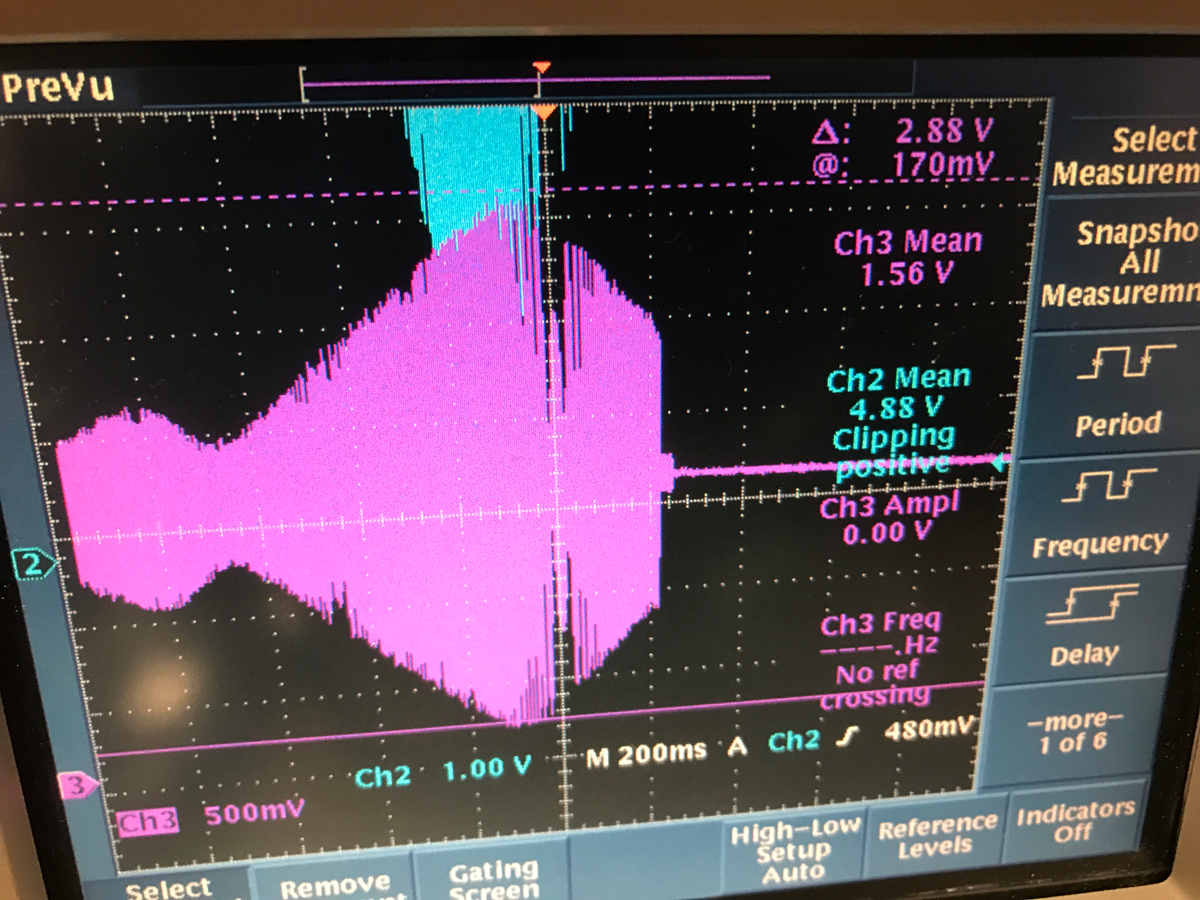 PreVu
Δ: 2.88 V
@: 170mV
Ch3 Mean
1.56 V
Ch2 Mean
4.88 V
Clipping
positive
Ch3 Ampl
0.00 V
Ch3 Freq
----.Hz
No ref
crossing
2
3
Ch2 1.00 V
M 200ms A Ch2 480mV
Ch3 500mV
Select
Measurem
Snapsho
All
Measuremn
Period
Frequency
Delay
-more-
1 of 6
Select
Remove
Gating
Screen
High-Low
Setup
Auto
Reference
Levels
Indicators
Off